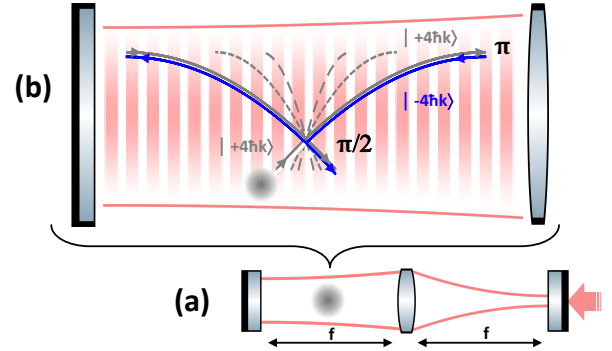 (b)
| +4ħk⟩
π
| -4ħk⟩
π/2
| +4ħk⟩
(a)
f
f